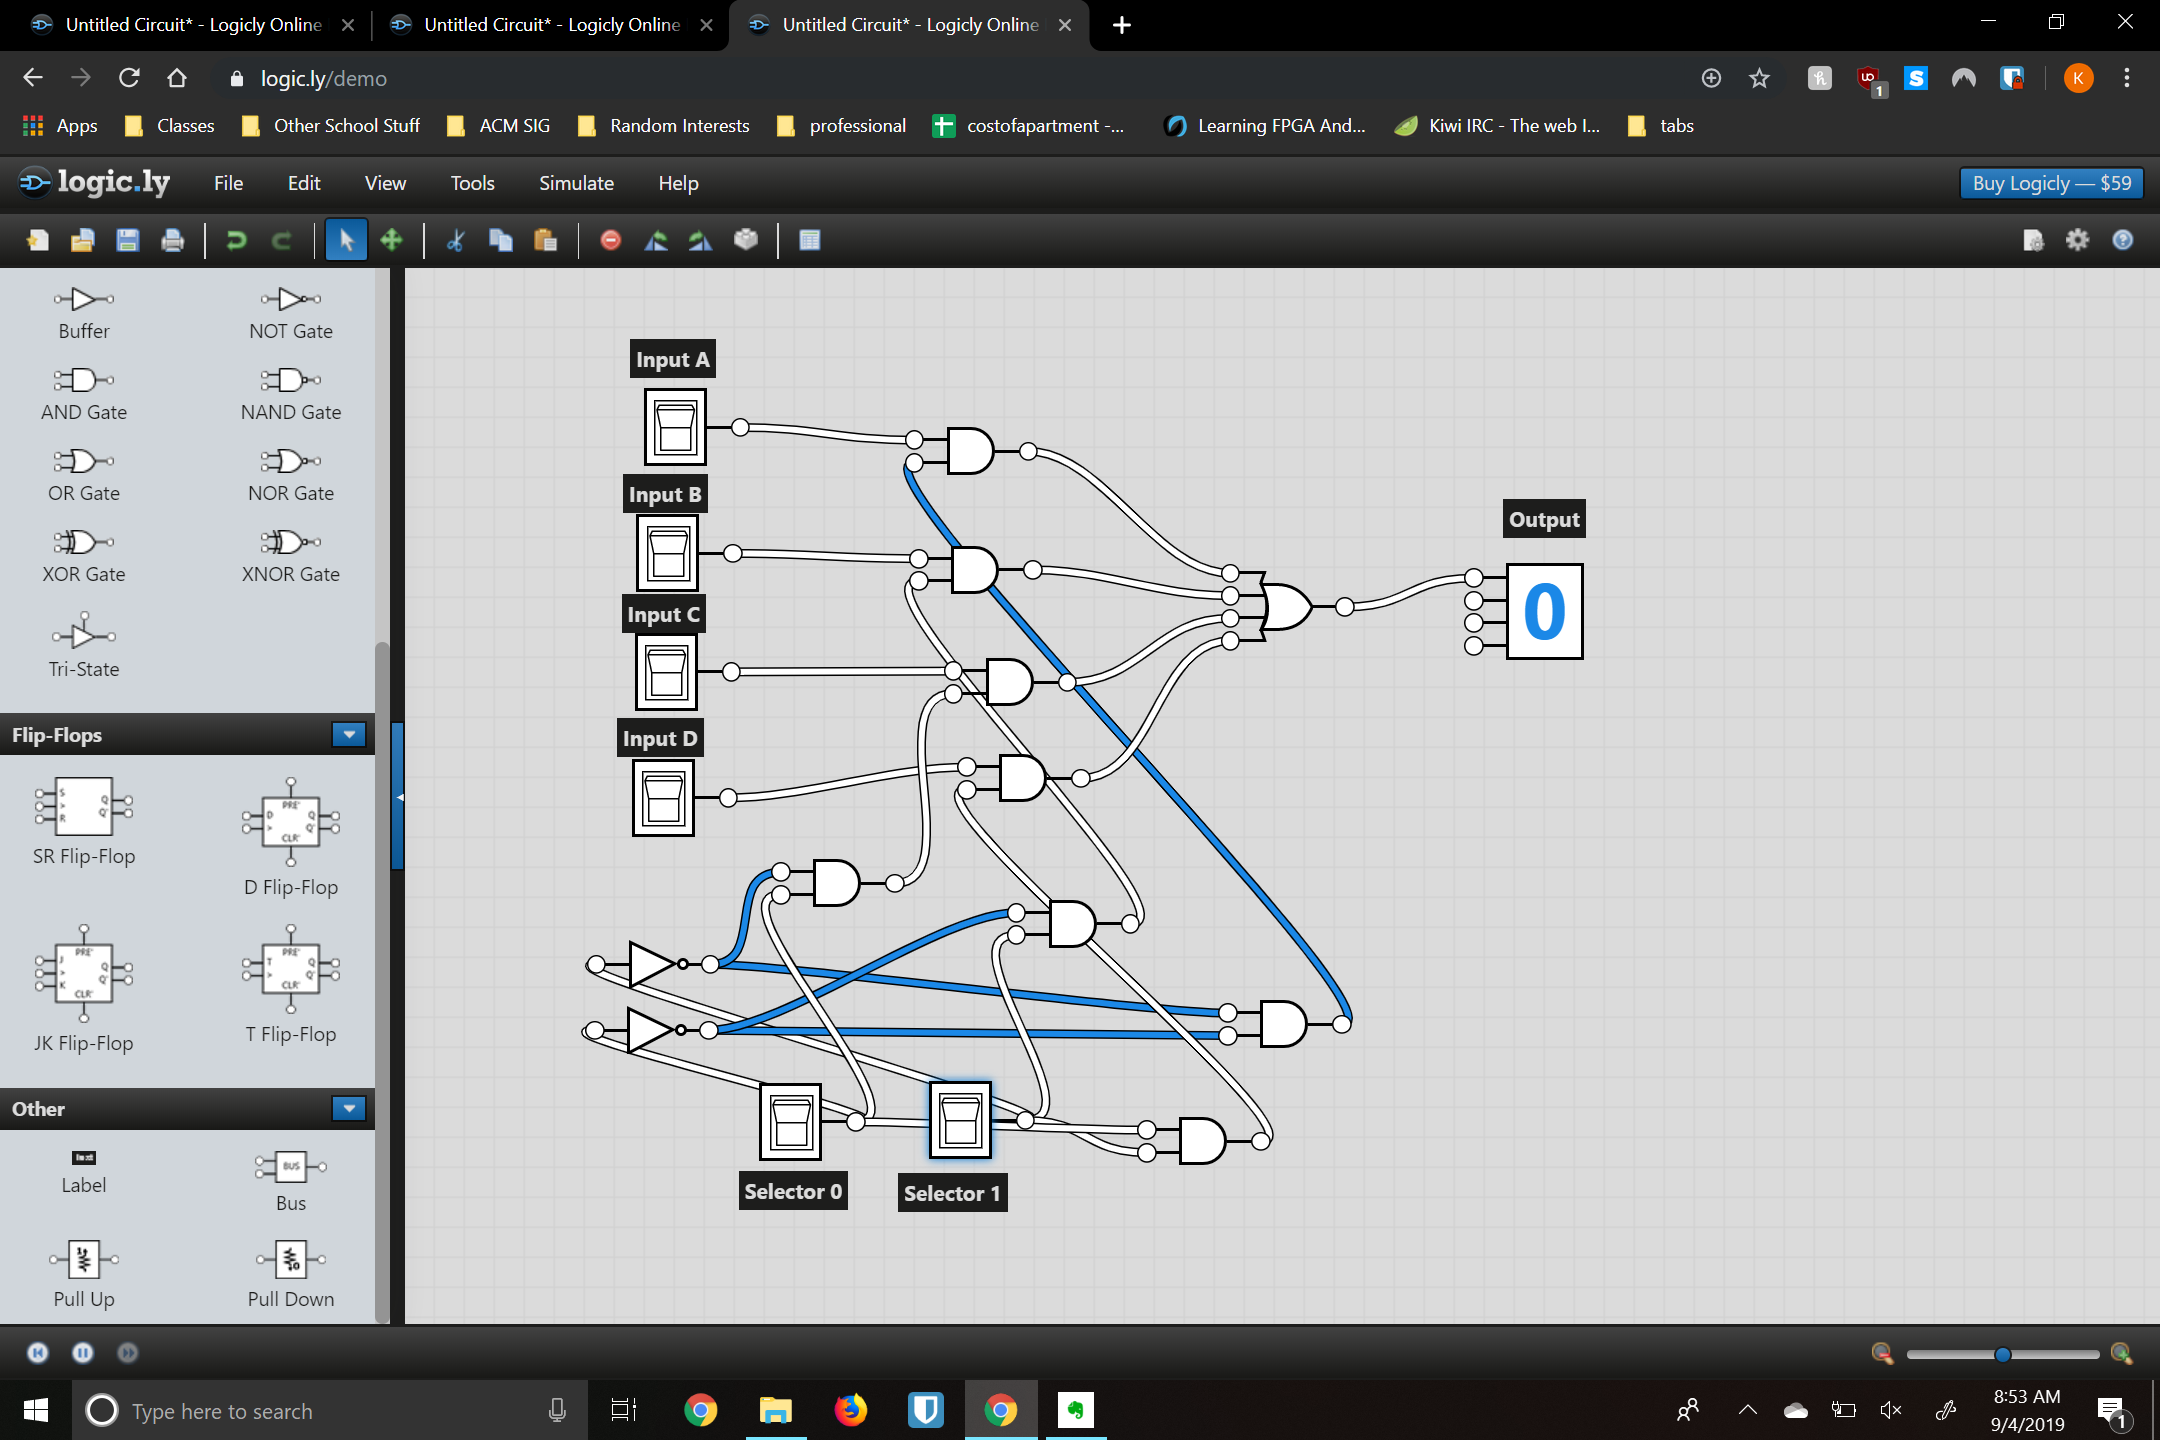 Untitled Circuit* - Logicly Online
Untitled Circuit* - Logicly Online
Untitled Circuit* - Logicly Online
logic.ly/demo
1
K
Apps
Classes
Other School Stuff
ACM SIG
Random Interests
professional
costofapartment -...
Learning FPGA And...
Kiwi IRC - The web I...
tabs
logic.ly
File
Edit
View
Tools
Simulate
Help
Buy Logicly — $59
Buffer
NOT Gate
AND Gate
NAND Gate
OR Gate
NOR Gate
XOR Gate
XNOR Gate
Tri-State
Flip-Flops
SR Flip-Flop
D Flip-Flop
JK Flip-Flop
T Flip-Flop
Other
Label
BUS
Bus
Pull Up
Pull Down
Input A
Input B
Input C
Input D
Output
0
Selector 0
Selector 1
Type here to search
8:53 AM
9/4/2019
1